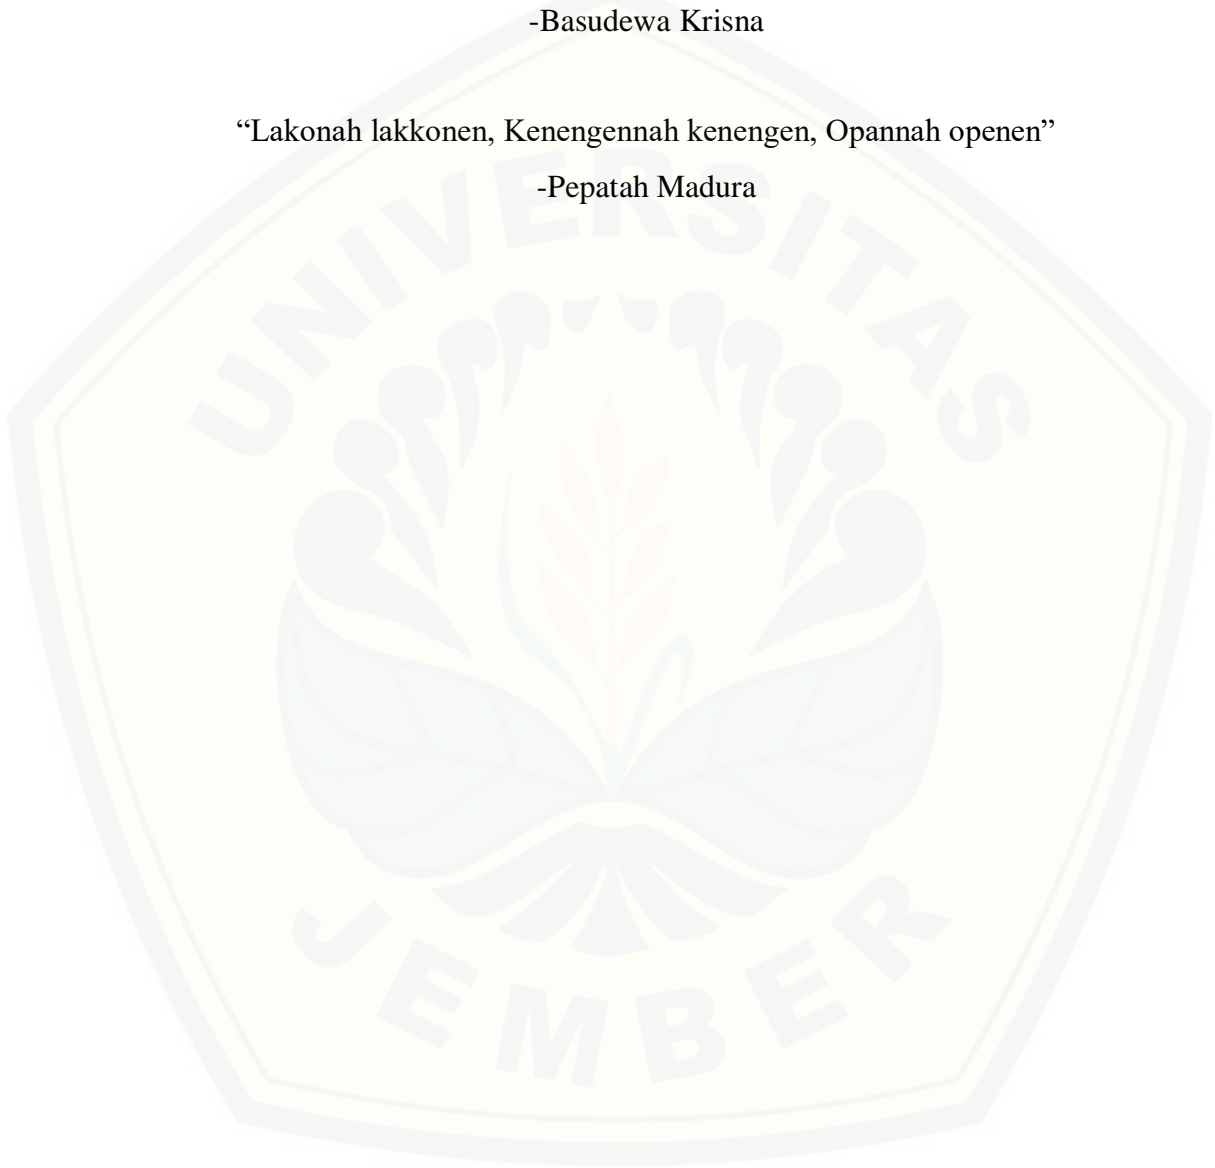 -Basudewa Krisna
“Lakonah lakkonen, Kenengennah kenengen, Opannah openen”
-Pepatah Madura
UNIVERSITAS
JEMBER